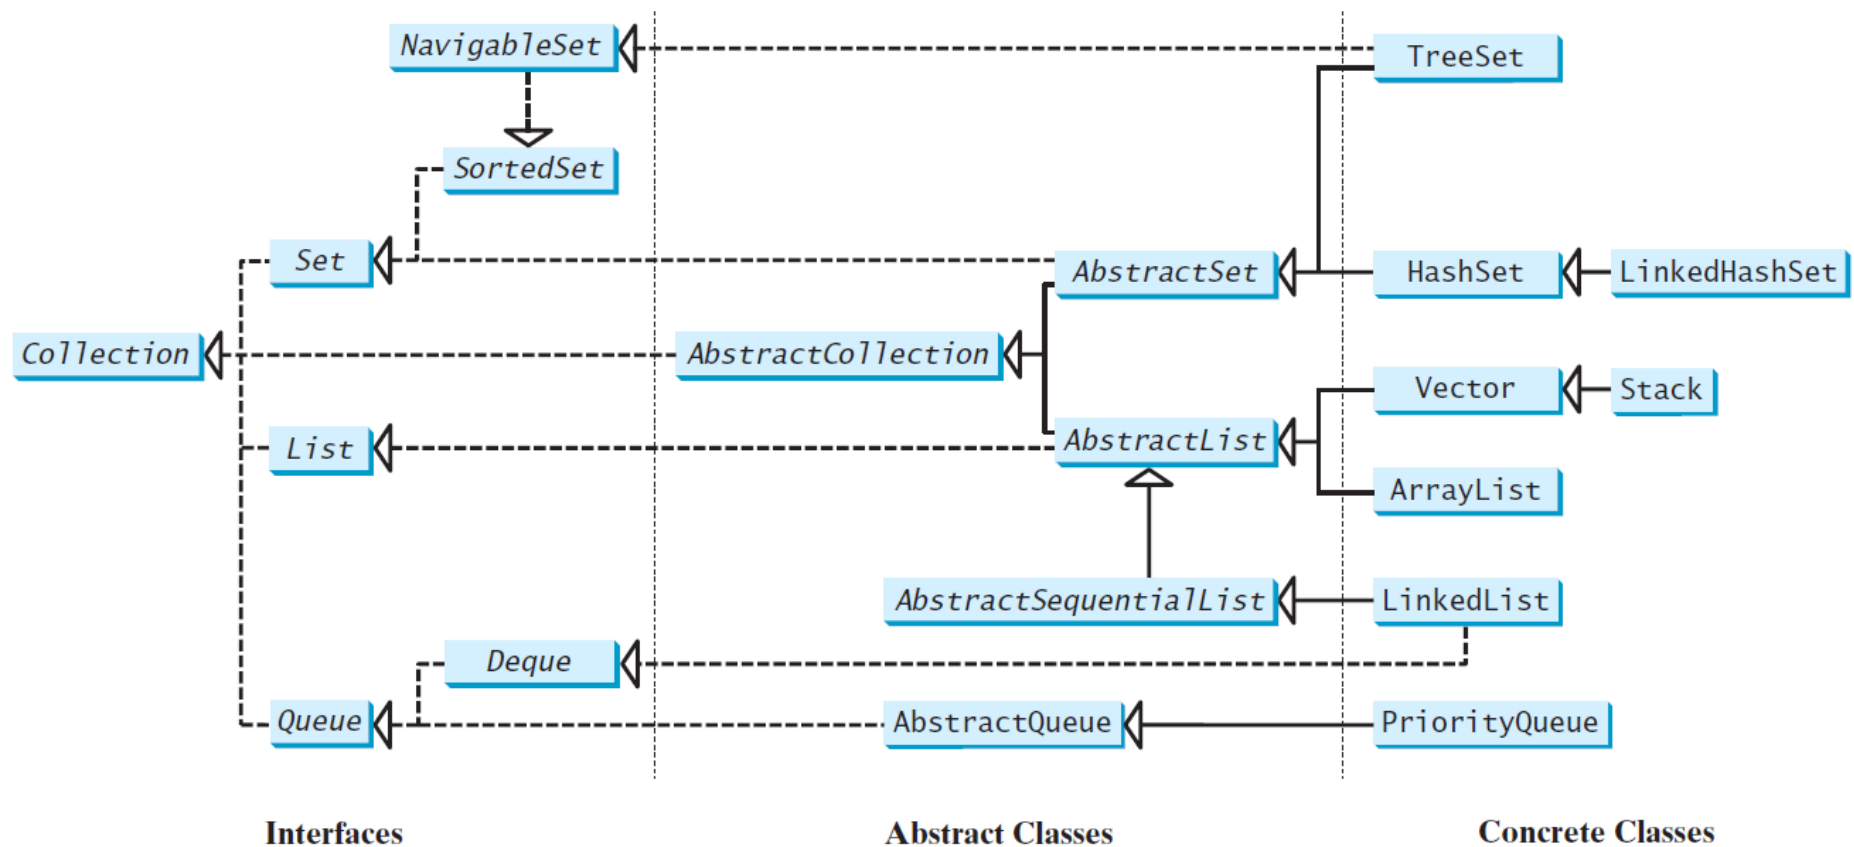 NavigableSet
TreeSet
SortedSet
Set
AbstractSet
HashSet
LinkedHashSet
Collection
AbstractCollection
Vector
Stack
List
AbstractList
ArrayList
AbstractSequentialList
LinkedList
Deque
Queue
AbstractQueue
PriorityQueue
Interfaces
Abstract Classes
Concrete Classes